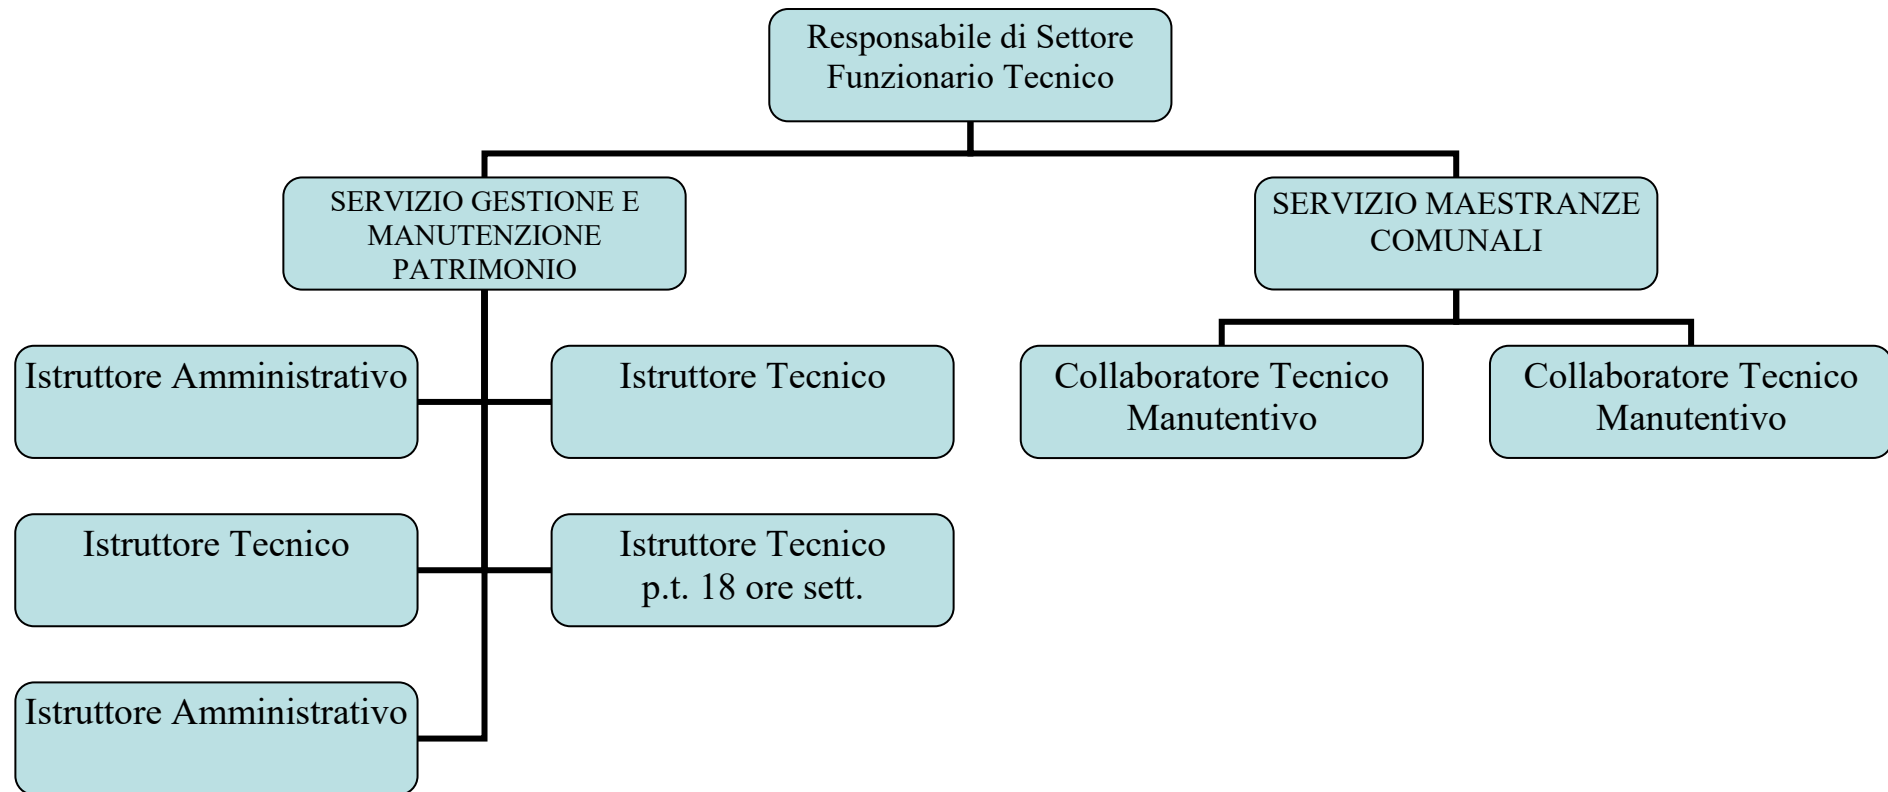 Responsabile di Settore
Funzionario Tecnico
SERVIZIO GESTIONE E
MANUTENZIONE
PATRIMONIO
SERVIZIO MAESTRANZE
COMUNALI
Istruttore Amministrativo
Istruttore Tecnico
Collaboratore Tecnico
Manutentivo
Collaboratore Tecnico
Manutentivo
Istruttore Tecnico
Istruttore Tecnico
p.t. 18 ore sett.
Istruttore Amministrativo